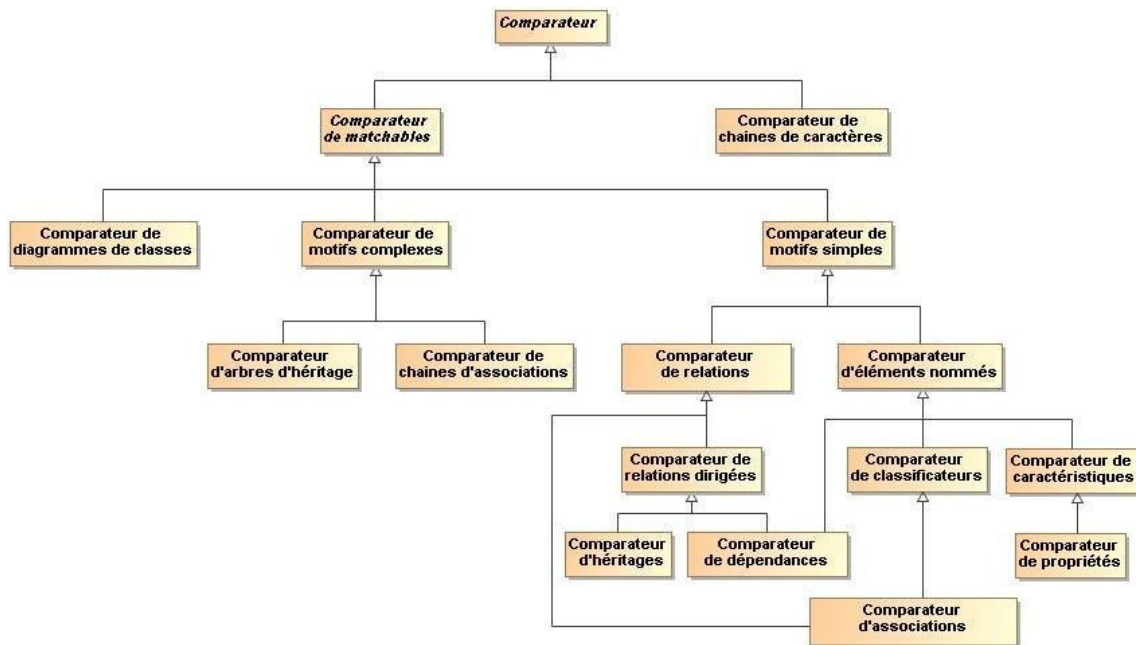 Comparateur
Comparateur
de matchables
Comparateur de
chaines de caractères
Comparateur de
diagrammes de classes
Comparateur de
motifs complexes
Comparateur de
motifs simples
Comparateur
d'arbres d'héritage
Comparateur de
chaines d'associations
Comparateur
de relations
Comparateur
d'éléments nommés
Comparateur de
relations dirigées
Comparateur
de classificateurs
Comparateur de
caractéristiques
Comparateur
d'héritages
Comparateur
de dépendances
Comparateur
de propriétés
Comparateur
d'associations